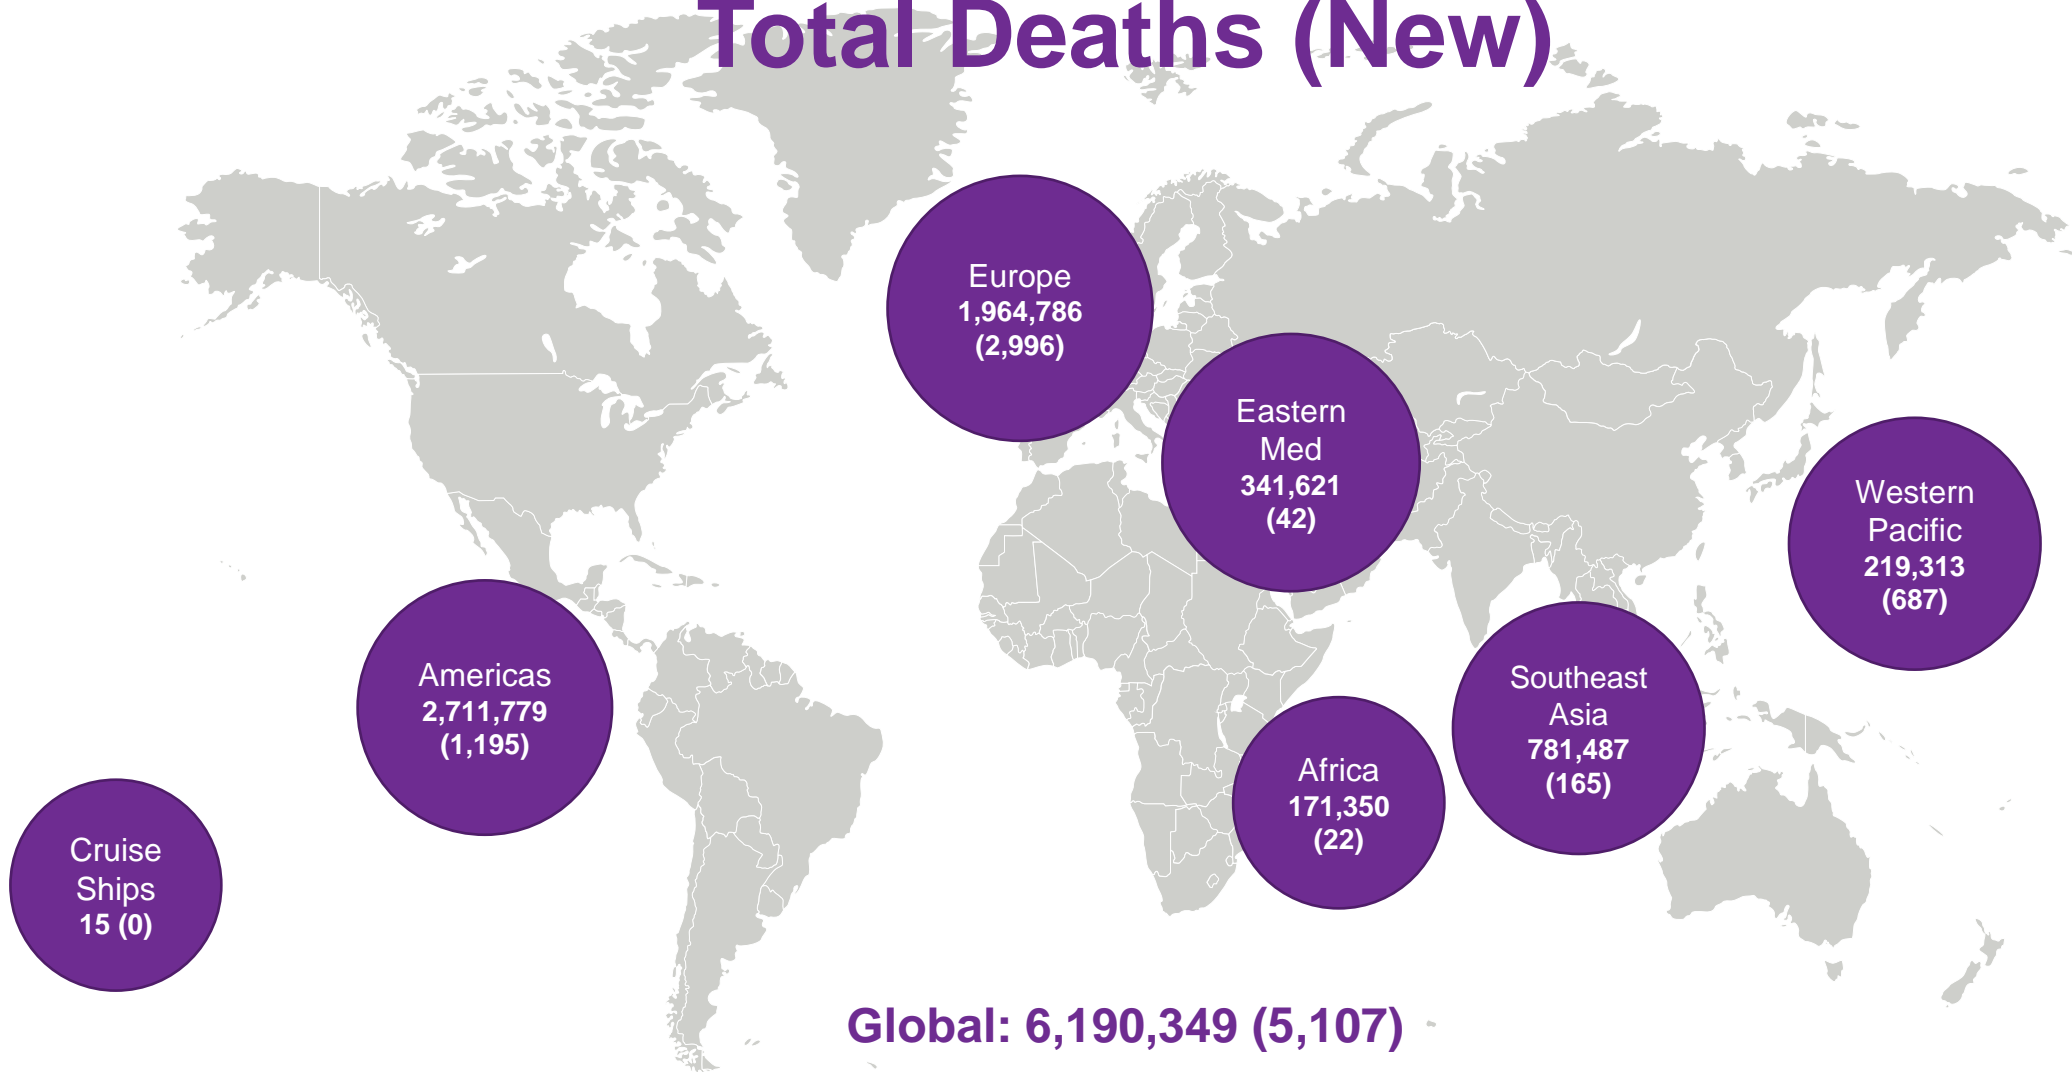 Total Deaths (New)
Europe
1,964,786
(2,996)
Eastern
Med
341,621
(42)
Western
Pacific
219,313
(687)
Americas
2,711,779
(1,195)
Southeast
Asia
781,487
(165)
Africa
171,350
(22)
Cruise
Ships
15 (0)
Global: 6,190,349 (5,107)